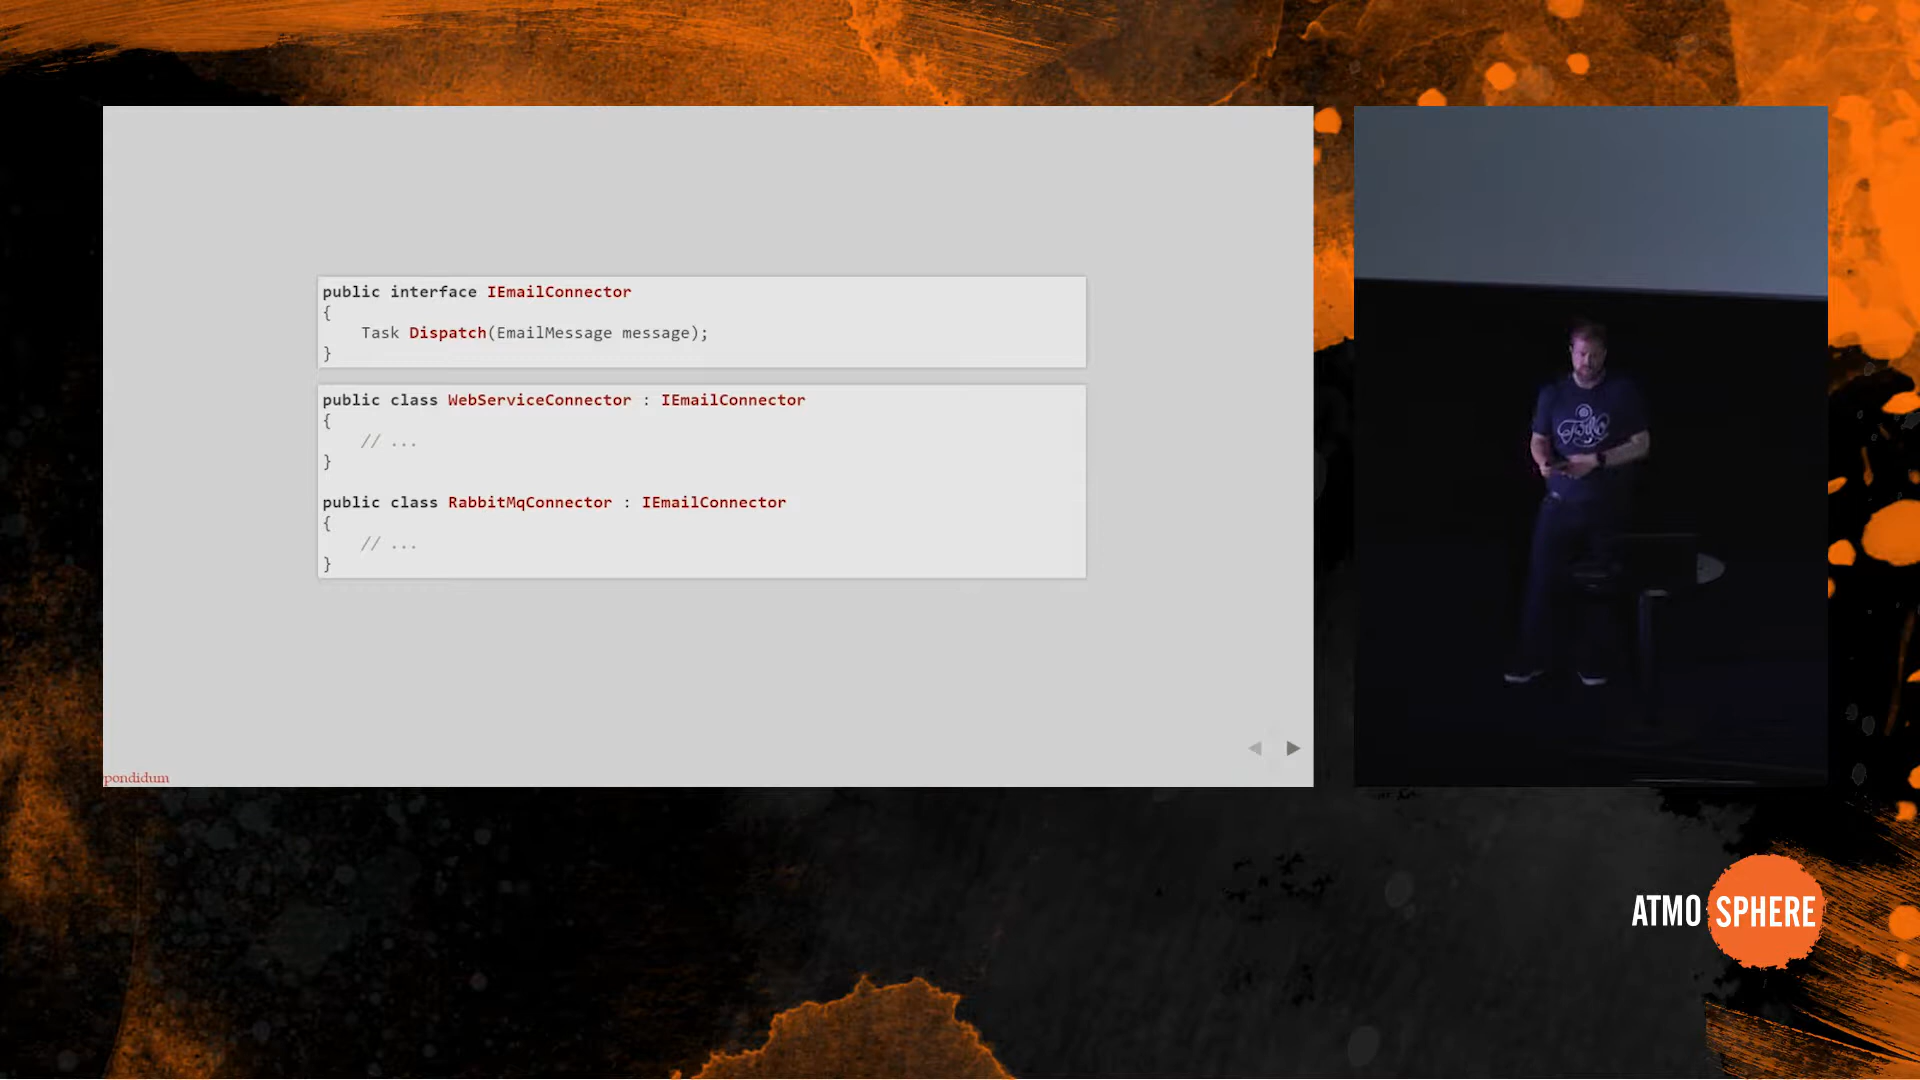 public interface IEmailConnector
{
    Task Dispatch(EmailMessage message);
}
public class WebServiceConnector : IEmailConnector
{
    // ...
}
public class RabbitMqConnector : IEmailConnector
{
    // ...
}
pondidum
ATMO SPHERE